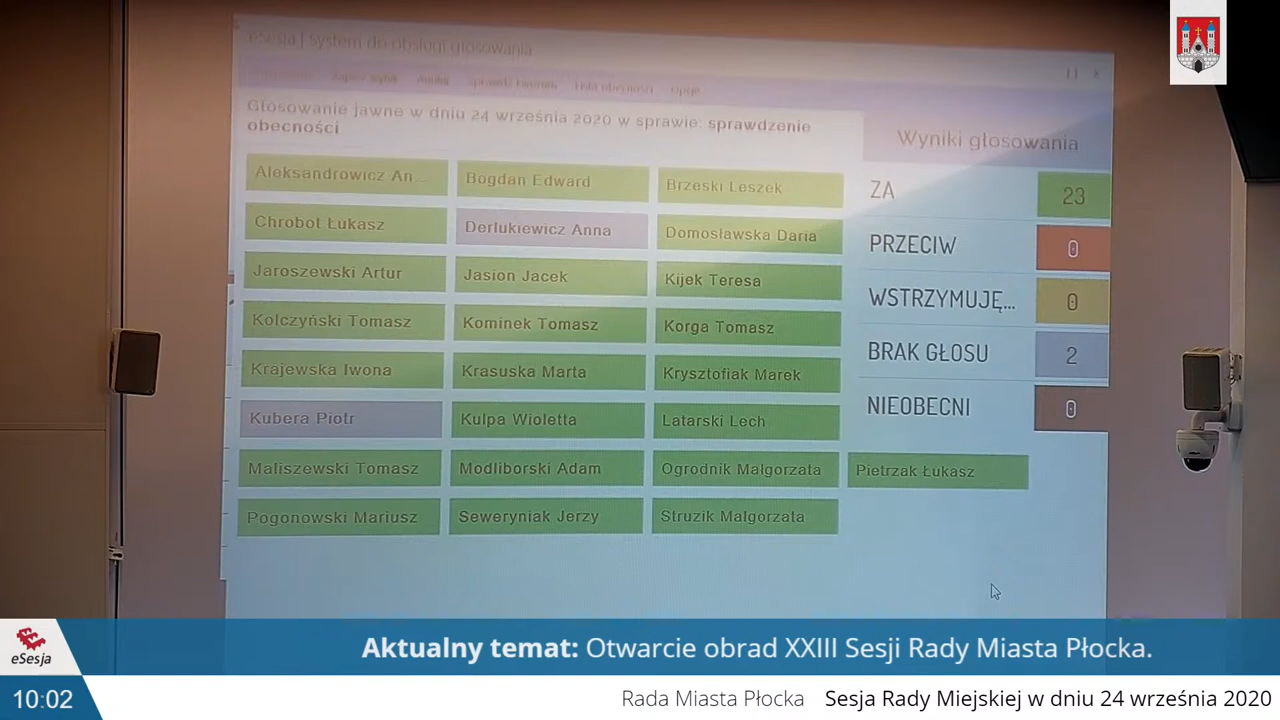 eSesja | system do obsługi głosowania
Głosowanie jawne w dniu 24 września 2020 w sprawie: sprawdzenie
obecności
Wyniki głosowania
Aleksandrowicz An...
Bogdan Edward
Brzeski Leszek
ZA
23
Chrobot Łukasz
Derlukiewicz Anna
Domosławska Daria
PRZECIW
0
Jaroszewski Artur
Jasion Jacek
Kijek Teresa
WSTRZYMUJĘ...
0
Kolczyński Tomasz
Kominek Tomasz
Korga Tomasz
BRAK GŁOSU
2
Krajewska Iwona
Krasuska Marta
Krysztofiak Marek
NIEOBECNI
0
Kubera Piotr
Kulpa Wioletta
Latarski Lech
Maliszewski Tomasz
Modliborski Adam
Ogrodnik Małgorzata
Pietrzak Łukasz
Pogonowski Mariusz
Seweryniak Jerzy
Struzik Małgorzata
Aktualny temat: Otwarcie obrad XXIII Sesji Rady Miasta Płocka.
eSesja
10:02
Rada Miasta Płocka Sesja Rady Miejskiej w dniu 24 września 2020